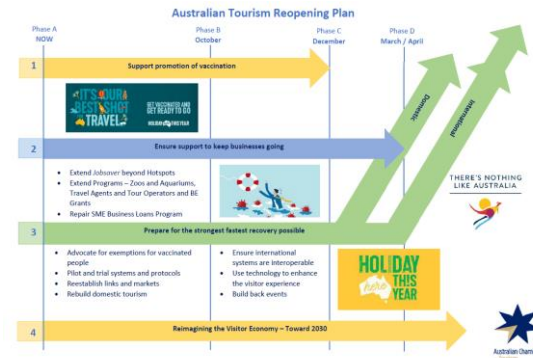 Australian Tourism Reopening Plan
Phase A
NOW
Phase B
October
Phase C
December
Phase D
March / April
1
Support promotion of vaccination
IT'S OUR
BEST SHOT
TRAVEL
GET VACCINATED AND
GET READY TO GO
HOLIDAY THIS YEAR
Domestic
International
2
Ensure support to keep businesses going
• Extend Jobsaver beyond Hotspots
• Extend Programs – Zoos and Aquariums,
Travel Agents and Tour Operators and BE
Grants
• Repair SME Business Loans Program
THERE'S NOTHING
LIKE AUSTRALIA
3
Prepare for the strongest fastest recovery possible
• Advocate for exemptions for vaccinated
people
• Pilot and trial systems and protocols
• Reestablish links and markets
• Rebuild domestic tourism
• Ensure international
systems are interoperable
• Use technology to enhance
the visitor experience
• Build back events
HOLIDAY
here THIS
YEAR
4
Reimagining the Visitor Economy – Toward 2030
Australian Cham